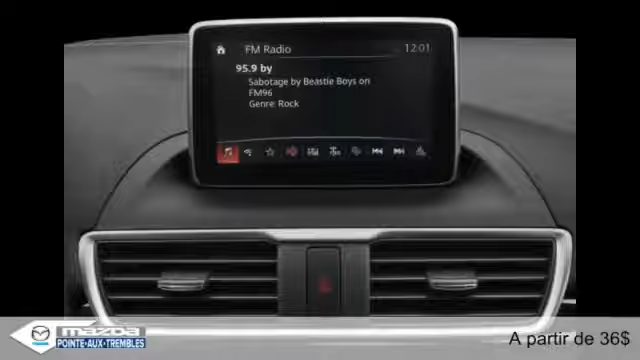 FM Radio 12:01
95.9 by
Sabotage by Beastie Boys on
FM96
Genre: Rock
mazda
POINTE-AUX-TREMBLES
A partir de 36$